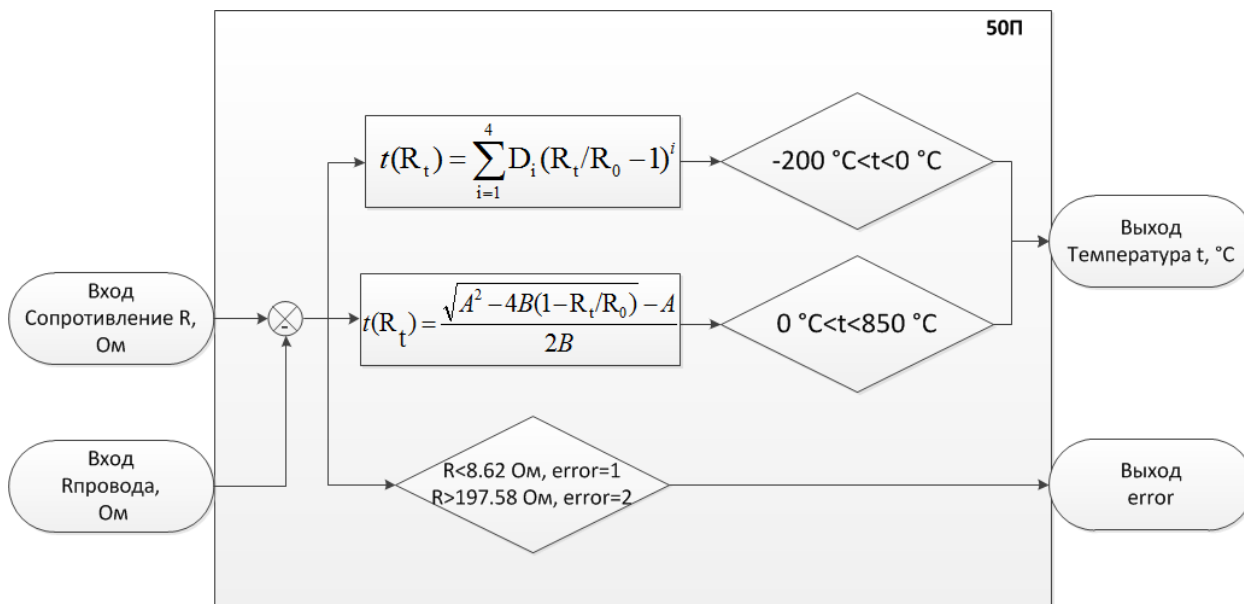 50П
4
t(Rₜ) = ∑ Dᵢ(Rₜ/R₀ −1)ⁱ
i=1
-200 °C<t<0 °C
Выход
Температура t, °C
Вход
Сопротивление R,
Ом
-
t(Rₜ) = (√(A² − 4B(1−Rₜ/R₀)) − A) / 2B
0 °C<t<850 °C
Вход
Rпровода,
Ом
R<8.62 Ом, error=1
R>197.58 Ом, error=2
Выход
error